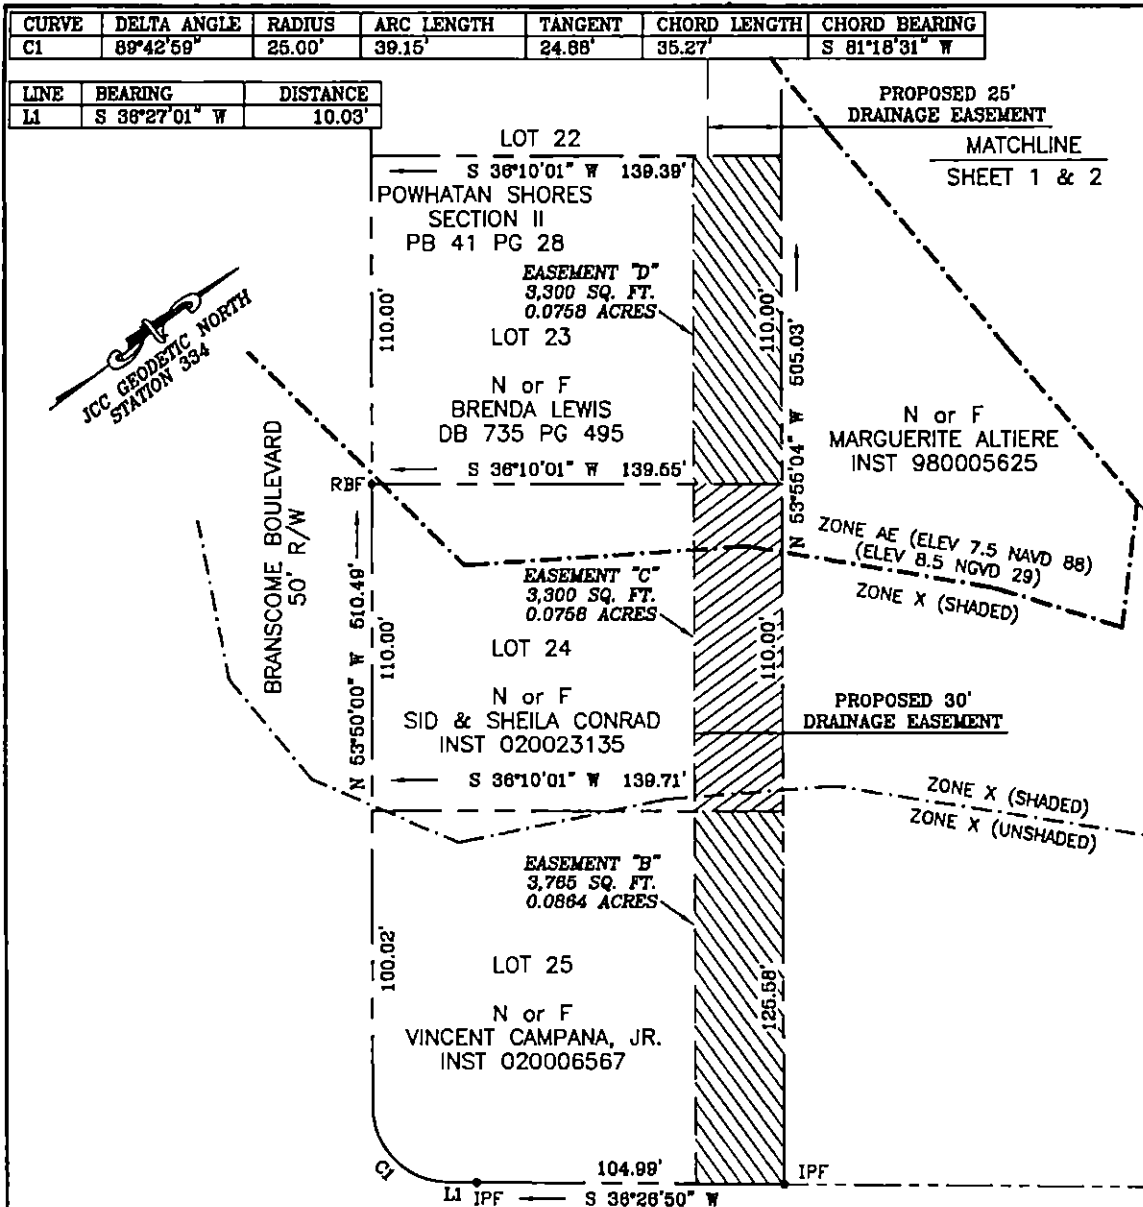 CURVE DELTA ANGLE RADIUS ARC LENGTH TANGENT CHORD LENGTH CHORD BEARING
C1 89°42'59" 25.00' 39.15' 24.88' 35.27' S 81°18'31" W
LINE BEARING DISTANCE
L1 S 36°27'01" W 10.03'
PROPOSED 25'
DRAINAGE EASEMENT
MATCHLINE
SHEET 1 & 2
LOT 22
S 36°10'01" W 139.39'
POWHATAN SHORES
SECTION II
PB 41 PG 28
EASEMENT "D"
3,300 SQ. FT.
0.0758 ACRES
LOT 23
110.00'
110.00'
N 53°55'04" W 505.03'
JCC GEODETIC NORTH
STATION 334
N or F
BRENDA LEWIS
DB 735 PG 495
N or F
MARGUERITE ALTIERE
INST 980005625
S 36°10'01" W 139.55'
RBF
BRANSCOME BOULEVARD
50' R/W
N 53°50'00" W 510.49'
ZONE AE (ELEV 7.5 NAVD 88)
(ELEV 8.5 NGVD 29)
ZONE X (SHADED)
EASEMENT "C"
3,300 SQ. FT.
0.0758 ACRES
110.00'
110.00'
LOT 24
N or F
SID & SHEILA CONRAD
INST 020023135
PROPOSED 30'
DRAINAGE EASEMENT
S 36°10'01" W 139.71'
ZONE X (SHADED)
ZONE X (UNSHADED)
EASEMENT "B"
3,765 SQ. FT.
0.0864 ACRES
100.02'
LOT 25
125.58'
N or F
VINCENT CAMPANA, JR.
INST 020006567
C1
104.99'
IPF
L1 IPF S 36°26'50" W